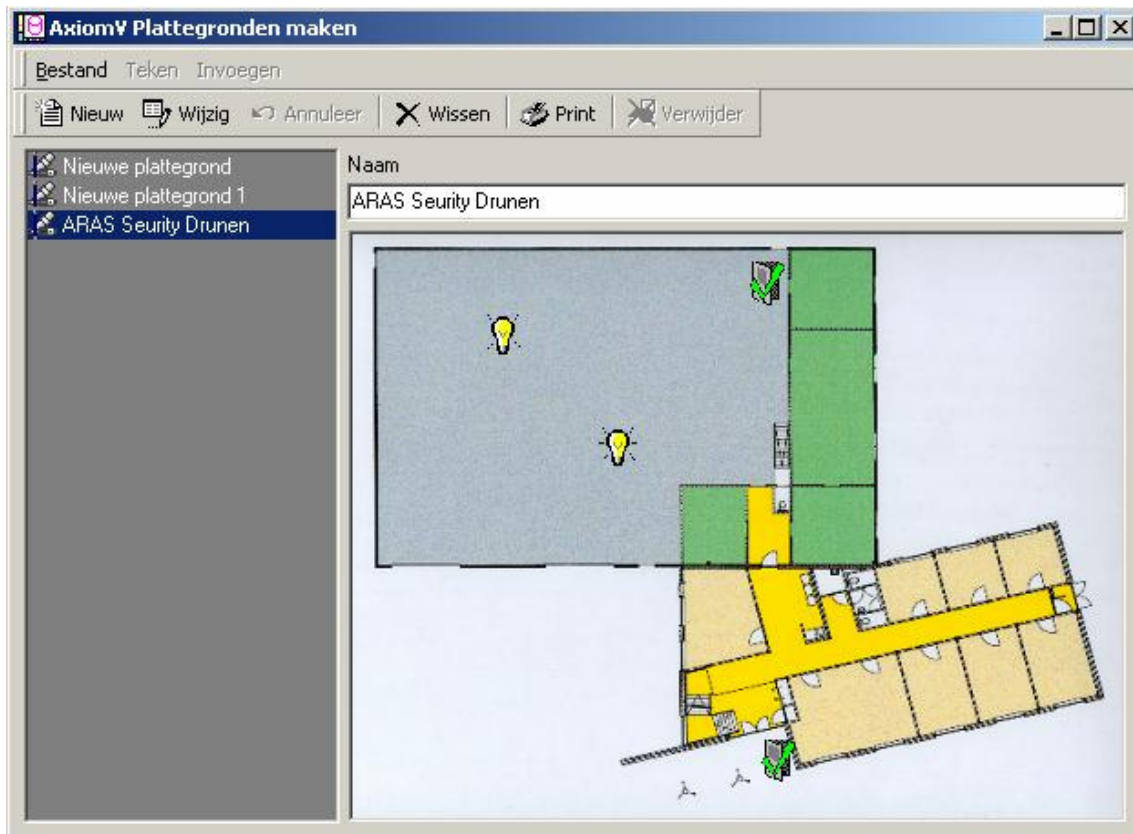 AxiomV Plattegronden maken
Bestand Teken Invoegen
Nieuw Wijzig Annuleer Wissen Print Verwijder
Nieuwe plattegrond
Nieuwe plattegrond 1
ARAS Seurity Drunen
Naam
ARAS Seurity Drunen